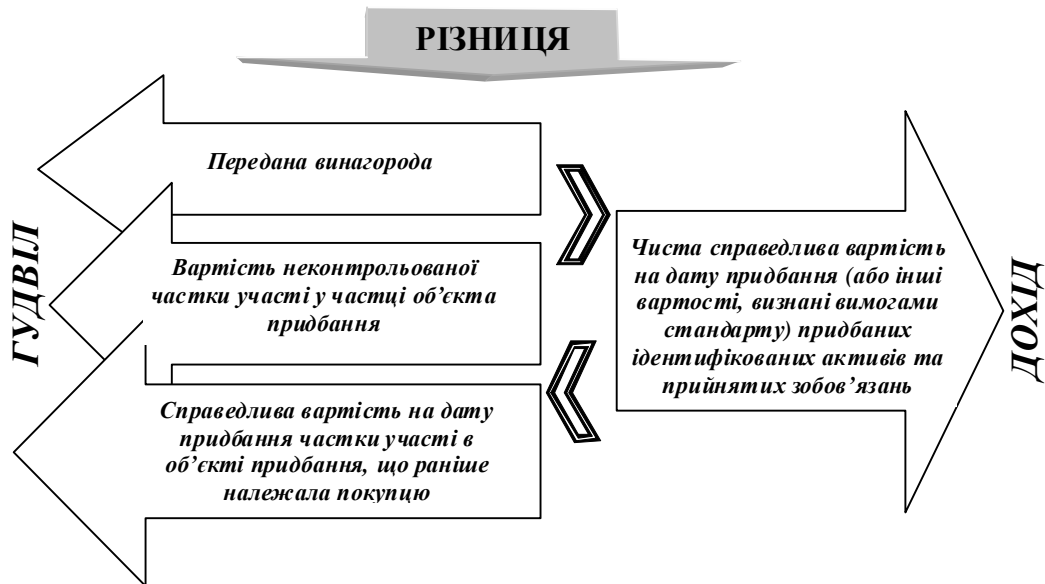 РІЗНИЦЯ
ГУДВІЛ
Передана винагорода
Вартість неконтрольованої
частки участі у частці об’єкта
придбання
Справедлива вартість на дату
придбання частки участі в
об’єкті придбання, що раніше
належала покупцю
Чиста справедлива вартість
на дату придбання (або інші
вартості, визнані вимогами
стандарту) придбаних
ідентифікованих активів та
прийнятих зобов’язань
ДОХІД